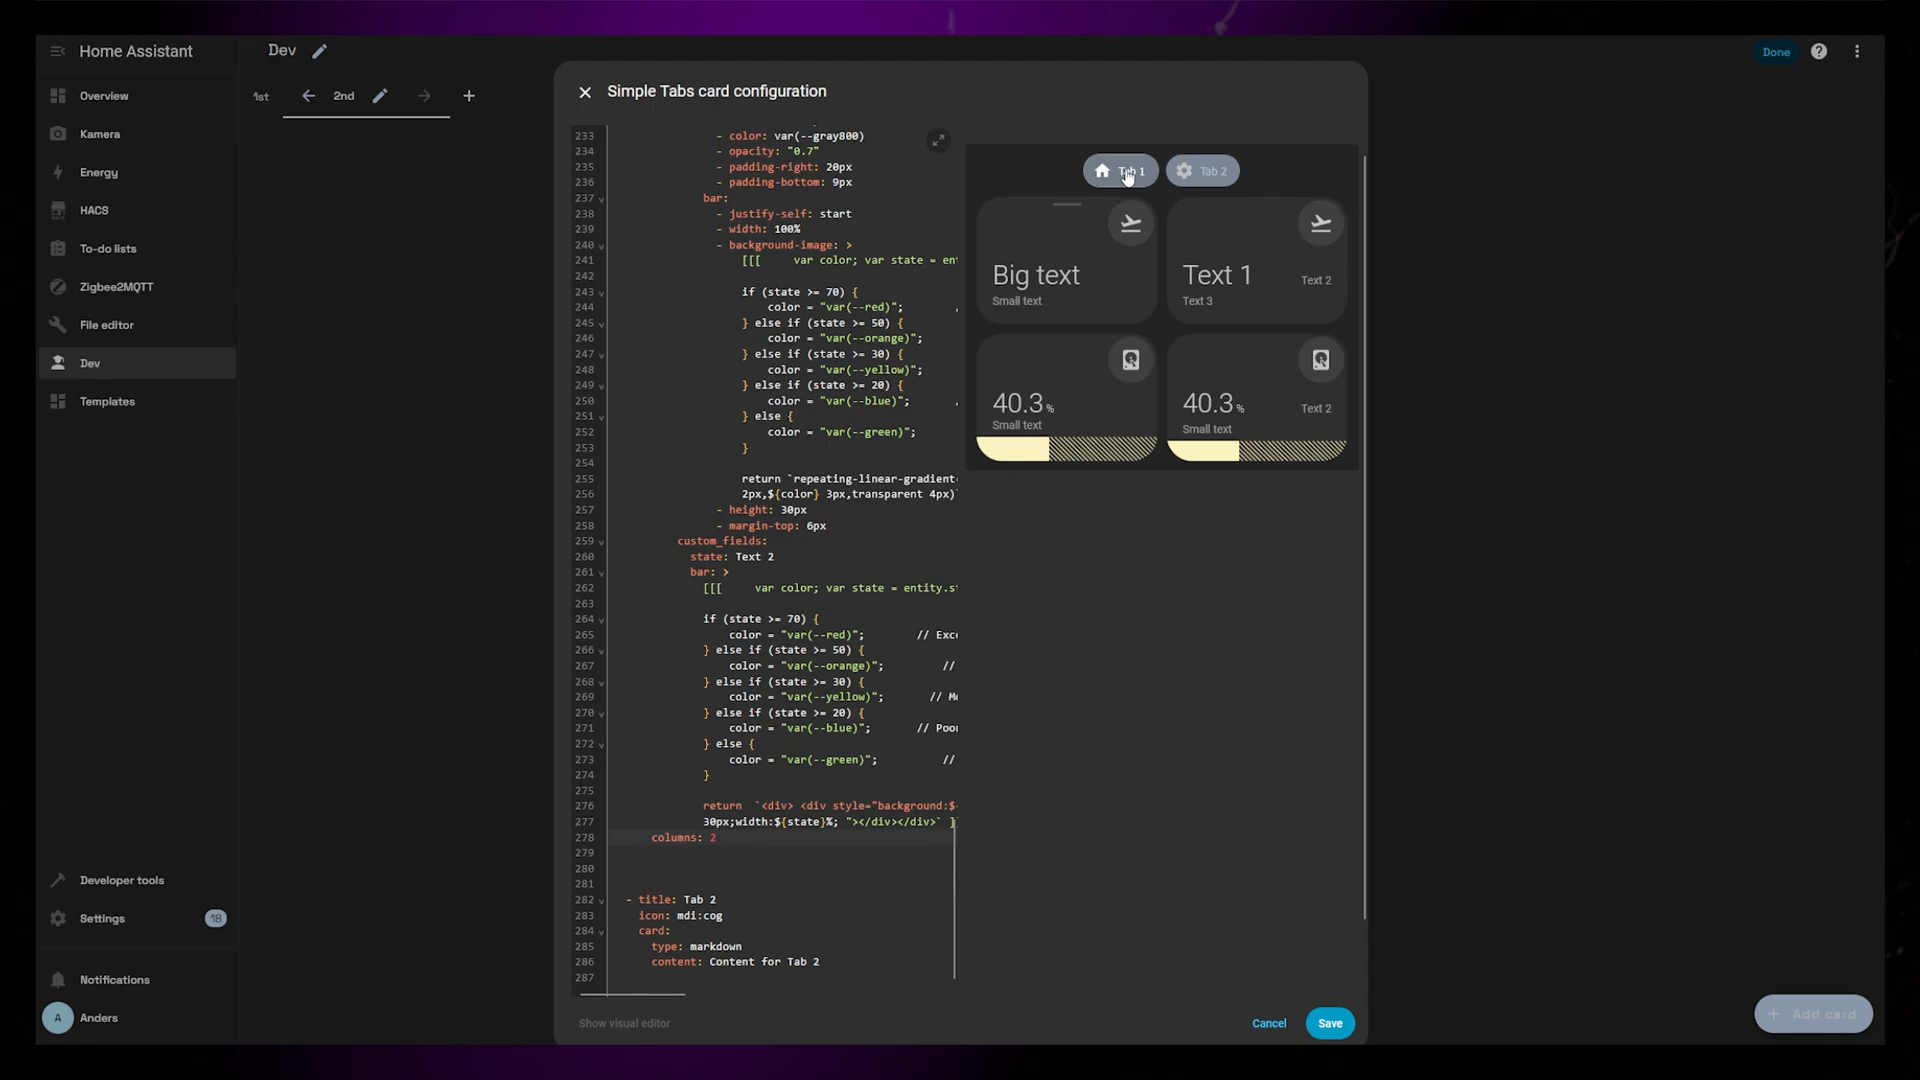 Home Assistant
Dev
Done
Overview
Kamera
Energy
HACS
To-do lists
Zigbee2MQTT
File editor
Dev
Templates
Developer tools
Settings
18
Notifications
A
Anders
1st
2nd
Simple Tabs card configuration
233 - color: var(--gray800)
234 - opacity: "0.7"
235 - padding-right: 20px
236 - padding-bottom: 9px
237 bar:
238 - justify-self: start
239 - width: 100%
240 - background-image: >
241 [[[ var color; var state = en
242
243 if (state >= 70) {
244 color = "var(--red)";
245 } else if (state >= 50) {
246 color = "var(--orange)";
247 } else if (state >= 30) {
248 color = "var(--yellow)";
249 } else if (state >= 20) {
250 color = "var(--blue)";
251 } else {
252 color = "var(--green)";
253 }
254
255 return `repeating-linear-gradient
256 2px,${color} 3px,transparent 4px)`
257 - height: 30px
258 - margin-top: 6px
259 custom_fields:
260 state: Text 2
261 bar: >
262 [[[ var color; var state = entity.s
263
264 if (state >= 70) {
265 color = "var(--red)"; // Exc
266 } else if (state >= 50) {
267 color = "var(--orange)"; //
268 } else if (state >= 30) {
269 color = "var(--yellow)"; // Mo
270 } else if (state >= 20) {
271 color = "var(--blue)"; // Poor
272 } else {
273 color = "var(--green)"; //
274 }
275
276 return `<div> <div style="background:$
277 30px;width:${state}%; "></div></div>` ]
278 columns: 2
279
280
281
282 - title: Tab 2
283 icon: mdi:cog
284 card:
285 type: markdown
286 content: Content for Tab 2
287
Tab 1
Tab 2
Big text
Small text
Text 1
Text 2
Text 3
40.3 %
Small text
40.3 %
Text 2
Small text
Show visual editor
Cancel
Save
+ Add card